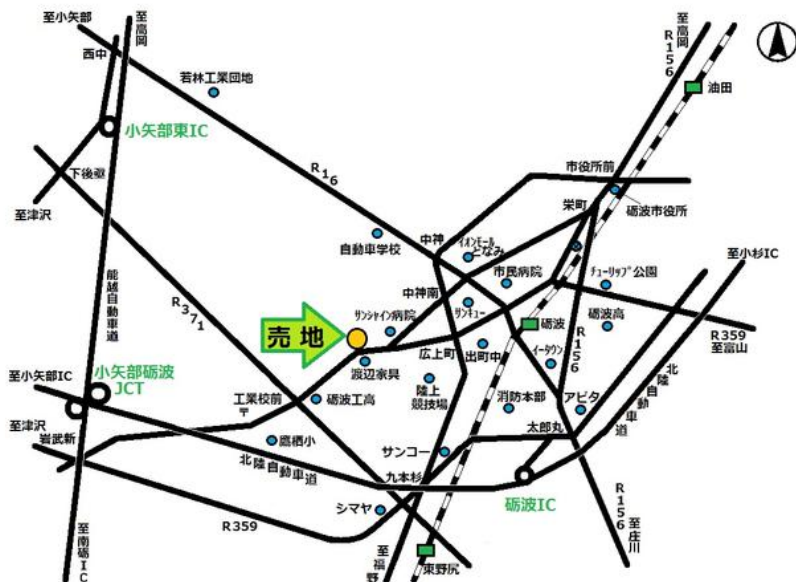 至小矢部
至高岡
西中
若林工業団地
小矢部東IC
下後亟
至津沢
R16
至高岡
R156
油田
市役所前
栄町
砺波市役所
自動車学校
中神
イオンモール
となみ
市民病院
チューリップ公園
至小杉IC
能越自動車道
R371
中神南
サンキュー
砺波
砺波高
売地
サンシャイン病院
広上町
出町中
イータウン
R156
R359
至富山
渡辺家具
至小矢部IC
小矢部砺波
JCT
工業校前
〒
砺波工高
陸上
競技場
消防本部
アピタ
北陸自動車道
至津沢
岩武新
鷹栖小
サンコー
太郎丸
北陸自動車道
九本杉
砺波IC
シマヤ
R359
至南砺IC
至福野
東野尻
R156
至庄川